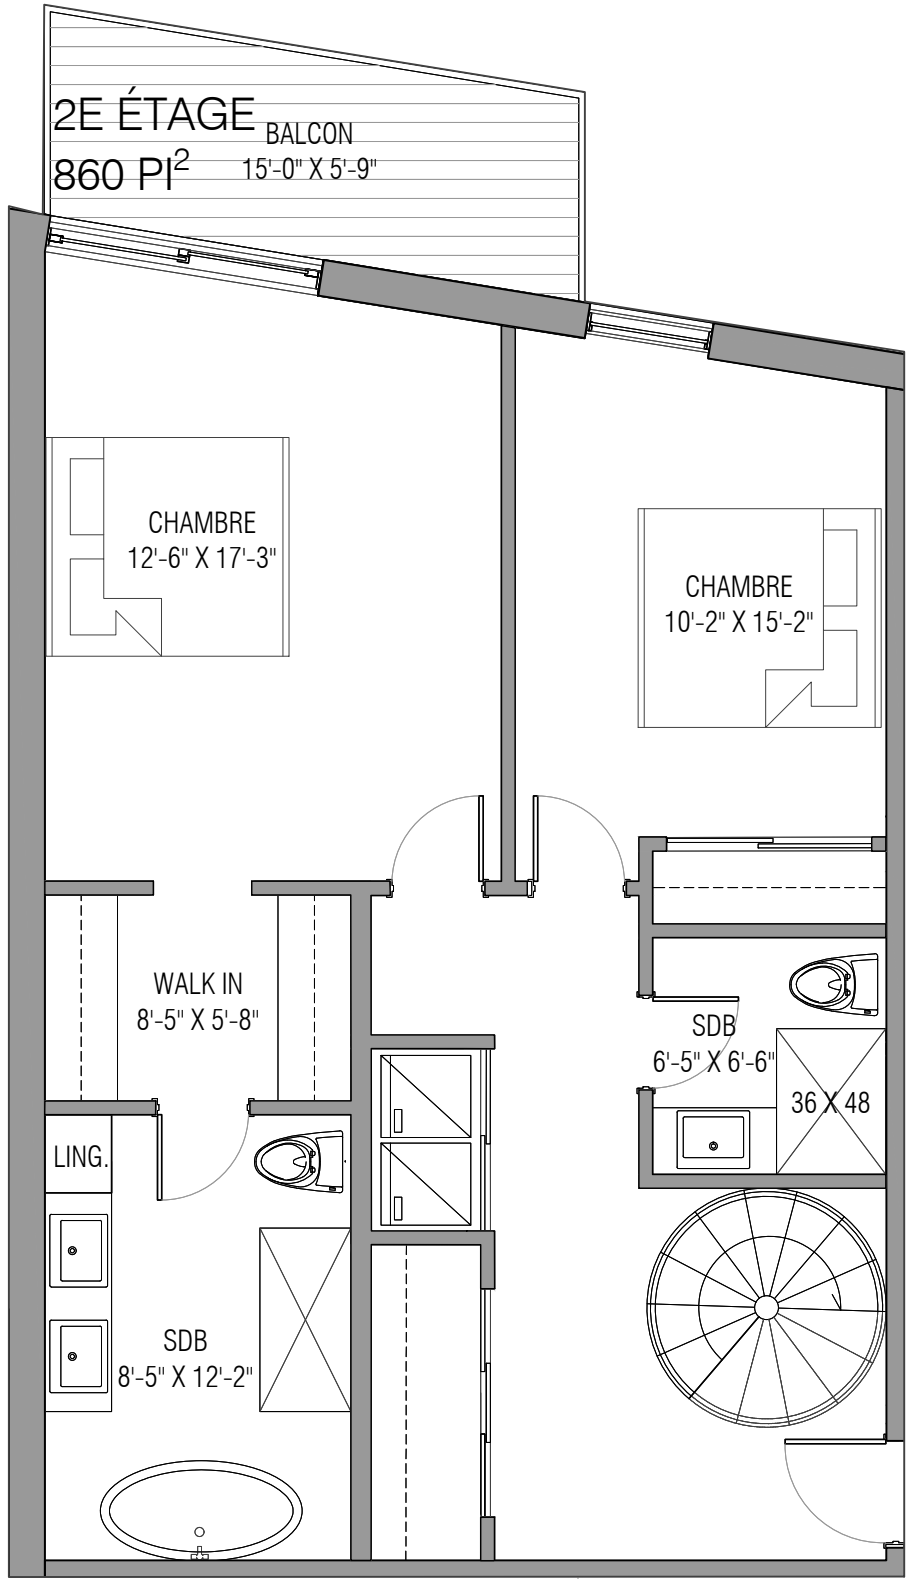 2E ÉTAGE
860 PI²
BALCON
15'-0" X 5'-9"
CHAMBRE
12'-6" X 17'-3"
CHAMBRE
10'-2" X 15'-2"
WALK IN
8'-5" X 5'-8"
SDB
6'-5" X 6'-6"
36 X 48
LING.
SDB
8'-5" X 12'-2"